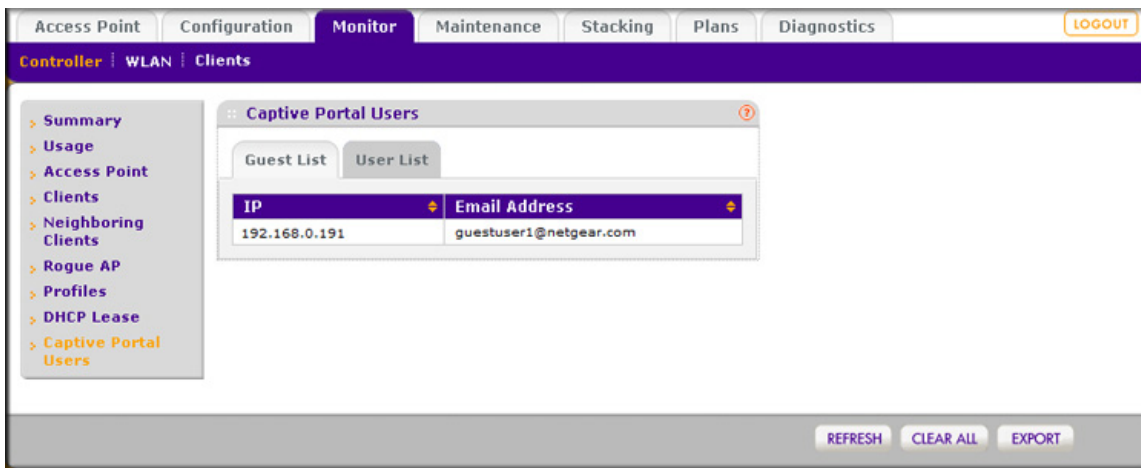 Access Point Configuration Monitor Maintenance Stacking Plans Diagnostics LOGOUT
Controller WLAN Clients
Summary
Usage
Access Point
Clients
Neighboring
Clients
Rogue AP
Profiles
DHCP Lease
Captive Portal
Users
Captive Portal Users ?
Guest List User List
IP Email Address
192.168.0.191 guestuser1@netgear.com
REFRESH CLEAR ALL EXPORT